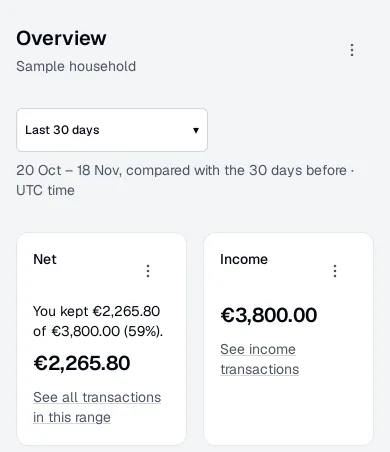 Overview
Sample household
Last 30 days
20 Oct – 18 Nov, compared with the 30 days before ·
UTC time
Net
You kept €2,265.80
of €3,800.00 (59%).
€2,265.80
See all transactions
in this range
Income
€3,800.00
See income
transactions